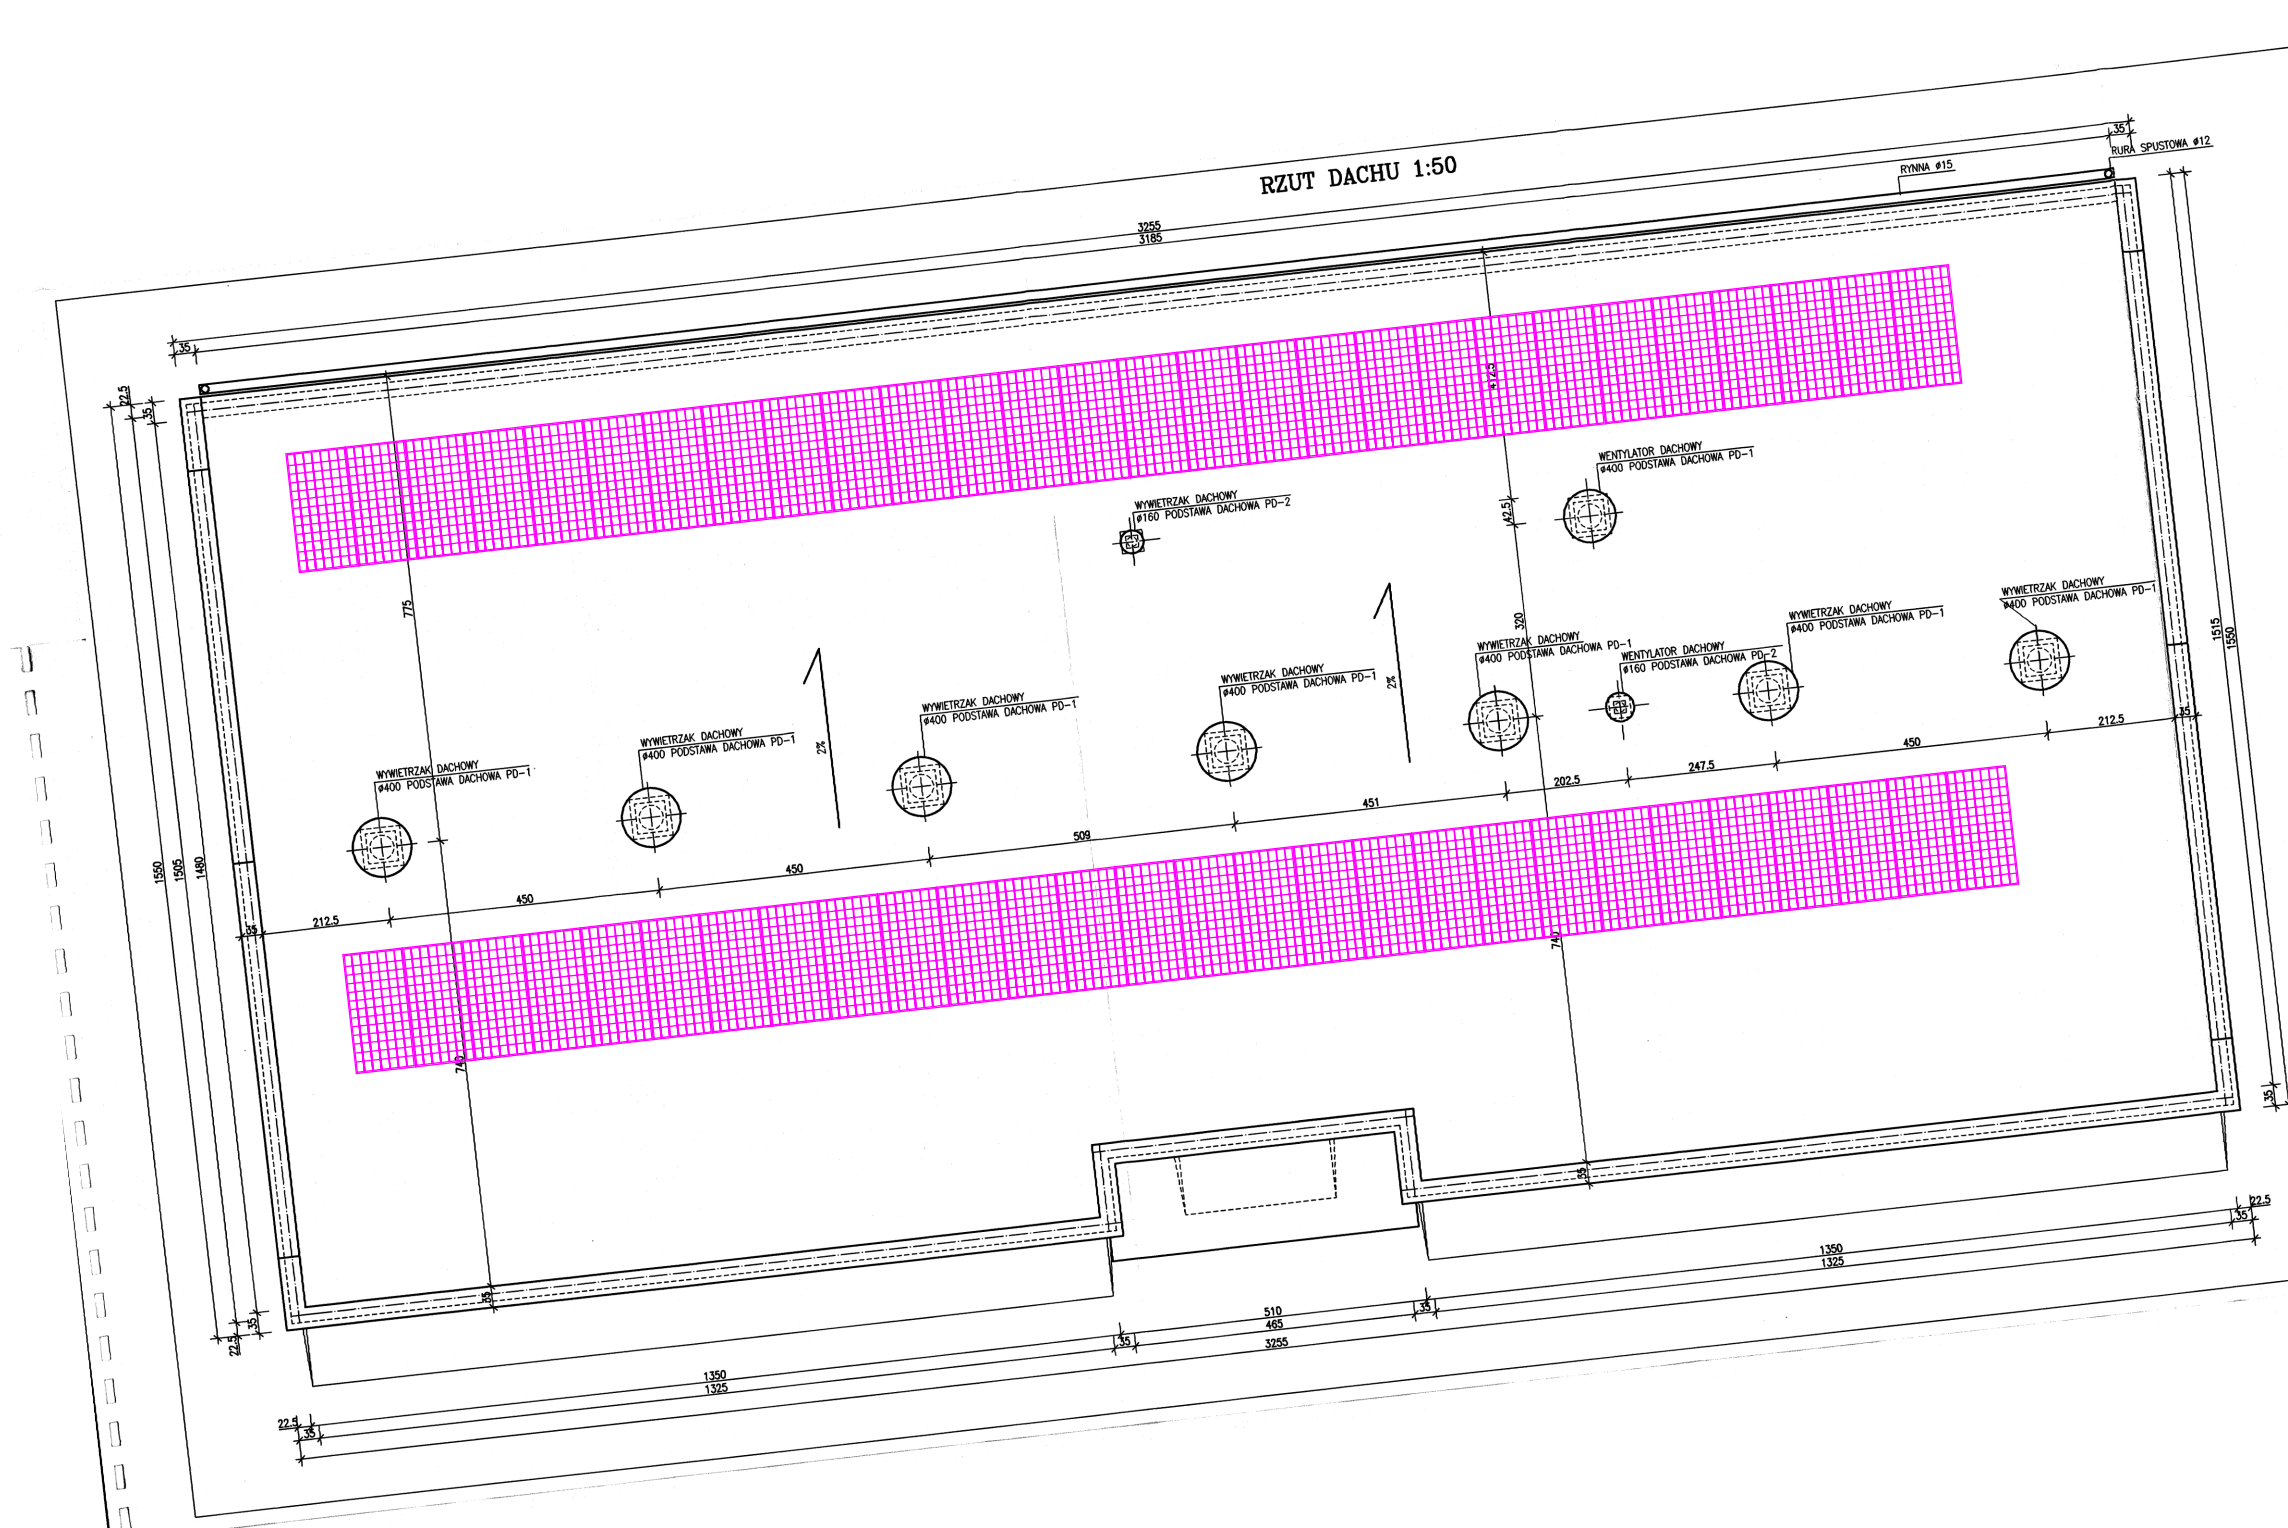 RZUT DACHU 1:50
3255
3185
35
RURA SPUSTOWA ø12
RYNNA ø15
35
22.5
35
775
42.5
320
WENTYLATOR DACHOWY
ø400 PODSTAWA DACHOWA PD-1
WYWIETRZAK DACHOWY
ø160 PODSTAWA DACHOWA PD-2
WYWIETRZAK DACHOWY
ø400 PODSTAWA DACHOWA PD-1
WYWIETRZAK DACHOWY
ø400 PODSTAWA DACHOWA PD-1
WYWIETRZAK DACHOWY
ø400 PODSTAWA DACHOWA PD-1
WENTYLATOR DACHOWY
ø160 PODSTAWA DACHOWA PD-2
WYWIETRZAK DACHOWY
ø400 PODSTAWA DACHOWA PD-1
WYWIETRZAK DACHOWY
ø400 PODSTAWA DACHOWA PD-1
WYWIETRZAK DACHOWY
ø400 PODSTAWA DACHOWA PD-1
WYWIETRZAK DACHOWY
ø400 PODSTAWA DACHOWA PD-1
2%
2%
1515
1550
1550
1505
1480
35
212.5
450
450
509
451
202.5
247.5
450
212.5
35
740
740
35
35
35
22.5
35
22.5
35
1350
1325
35
510
465
3255
35
1350
1325
35
22.5